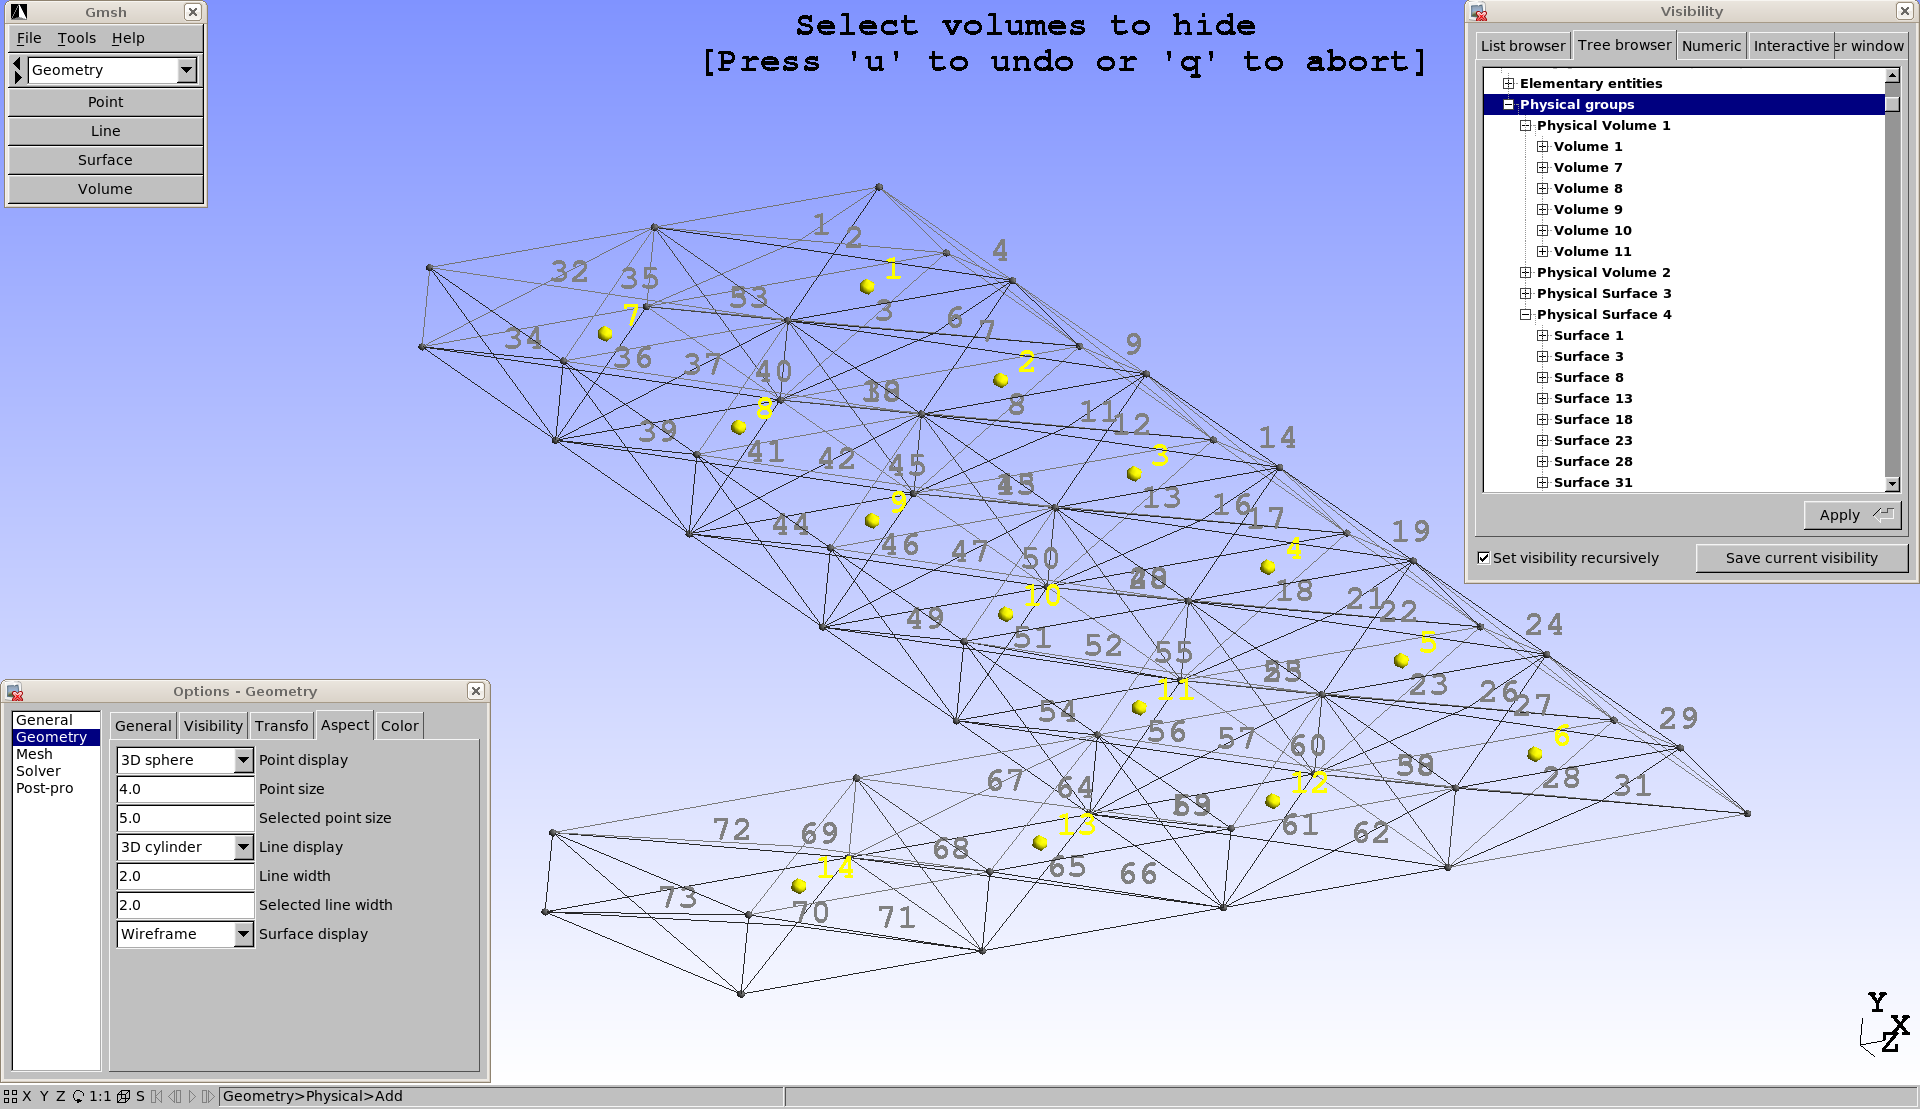 Gmsh
File Tools Help
Geometry
Point
Line
Surface
Volume
Select volumes to hide
[Press 'u' to undo or 'q' to abort]
Visibility
List browser Tree browser Numeric Interactive er window
Elementary entities
Physical groups
Physical Volume 1
Volume 1
Volume 7
Volume 8
Volume 9
Volume 10
Volume 11
Physical Volume 2
Physical Surface 3
Physical Surface 4
Surface 1
Surface 3
Surface 8
Surface 13
Surface 18
Surface 23
Surface 28
Surface 31
Apply
Set visibility recursively
Save current visibility
1
2
4
1
32
35
53
3
7
6
7
9
34
36
37
40
2
8
8
11
12
14
39
41
42
45
3
13
16
17
19
9
44
46
47
50
4
18
21
22
24
10
49
51
52
55
5
23
26
27
29
11
54
56
57
60
6
28
31
67
64
12
61
62
13
72
69
68
65
66
14
73
70
71
Options - Geometry
General
Geometry
Mesh
Solver
Post-pro
General Visibility Transfo Aspect Color
3D sphere Point display
4.0 Point size
5.0 Selected point size
3D cylinder Line display
2.0 Line width
2.0 Selected line width
Wireframe Surface display
Y
X
Z
X Y Z 1:1 S Geometry>Physical>Add